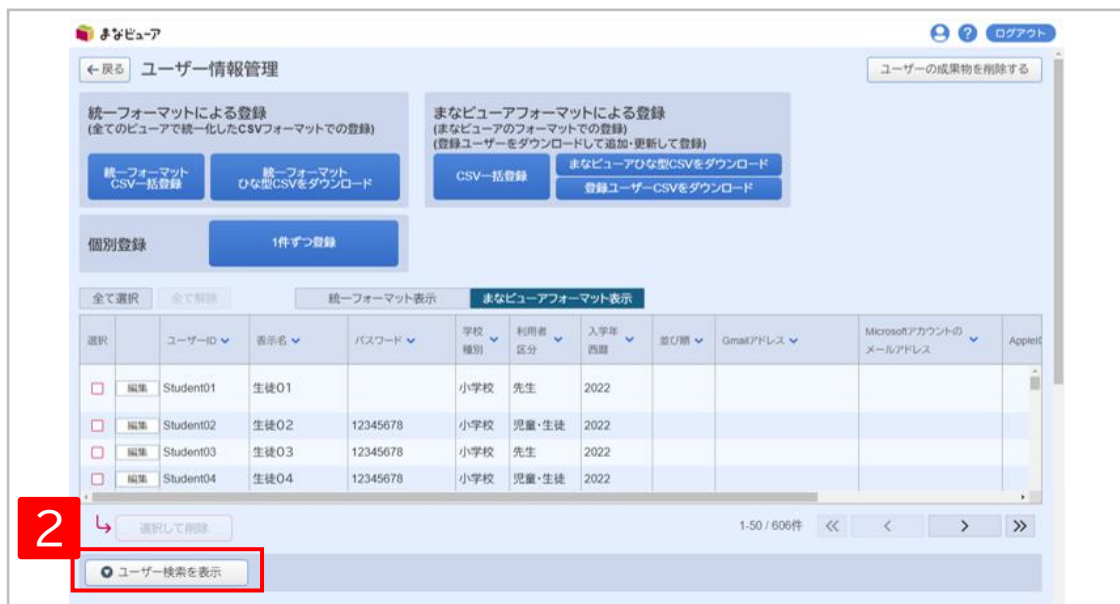 まなビューア
? ログアウト
←戻る ユーザー情報管理 ユーザーの成果物を削除する
統一フォーマットによる登録
(全てのビューアで統一化したCSVフォーマットでの登録)
統一フォーマット
CSV一括登録
統一フォーマット
ひな型CSVをダウンロード
まなビューアフォーマットによる登録
(まなビューアのフォーマットでの登録)
(登録ユーザーをダウンロードして追加・更新して登録)
CSV一括登録
まなビューアひな型CSVをダウンロード
登録ユーザーCSVをダウンロード
個別登録 1件ずつ登録
全て選択 全て解除 統一フォーマット表示 まなビューアフォーマット表示
選択 ユーザーID 表示名 パスワード 学校種別 利用者区分 入学年西暦 並び順 Gmailアドレス Microsoftアカウントのメールアドレス AppleI
編集 Student01 生徒01 小学校 先生 2022
編集 Student02 生徒02 12345678 小学校 児童・生徒 2022
編集 Student03 生徒03 12345678 小学校 先生 2022
編集 Student04 生徒04 12345678 小学校 児童・生徒 2022
選択して削除 1-50 / 606件 << < > >>
2
ユーザー検索を表示